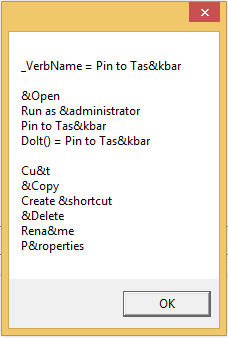 _VerbName = Pin to Tas&kbar
&Open
Run as &administrator
Pin to Tas&kbar
DoIt() = Pin to Tas&kbar
Cu&t
&Copy
Create &shortcut
&Delete
Rena&me
P&roperties
OK